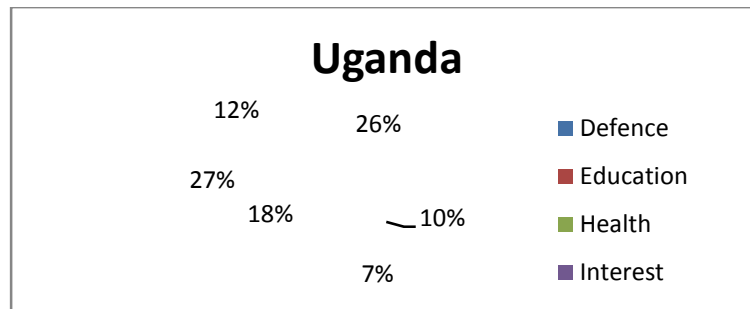 Uganda
12%
26%
27%
18%
10%
7%
Defence
Education
Health
Interest